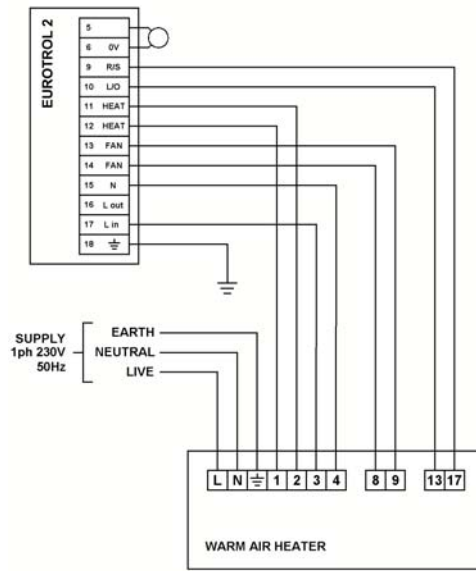 EUROTROL 2
5
6 0V
9 R/S
10 L/O
11 HEAT
12 HEAT
13 FAN
14 FAN
15 N
16 L out
17 L in
18
SUPPLY
1ph 230V
50Hz
EARTH
NEUTRAL
LIVE
L N 1 2 3 4 8 9 13 17
WARM AIR HEATER